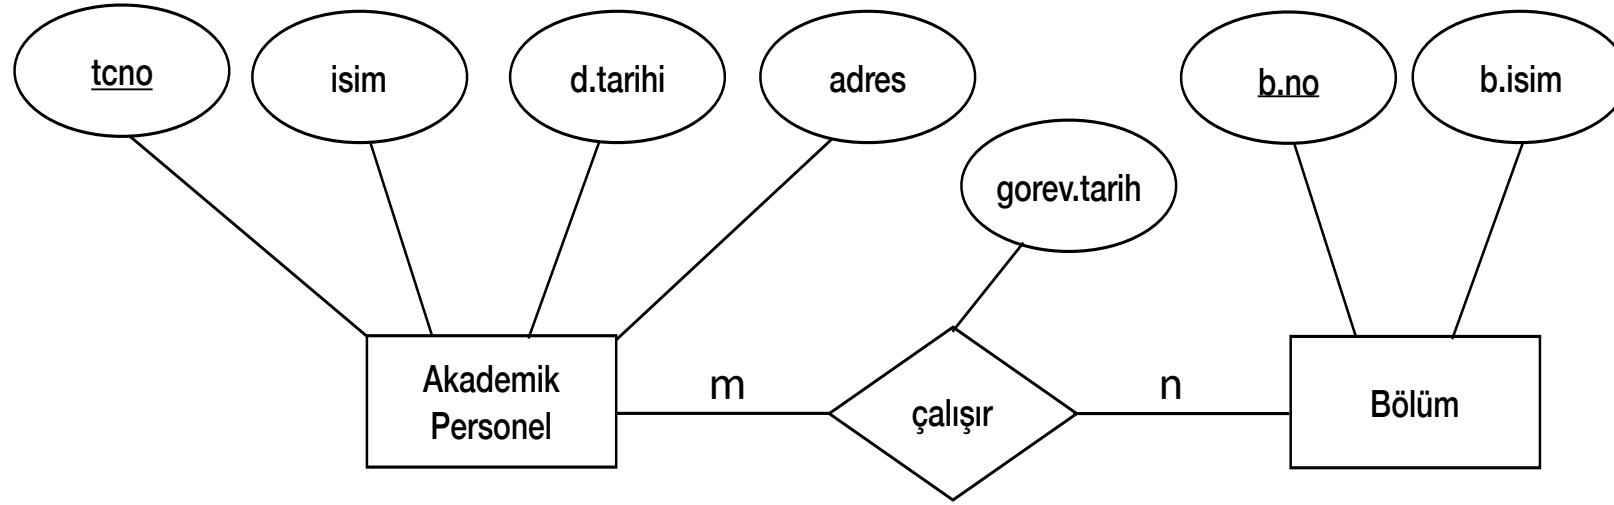 tcno
isim
d.tarihi
adres
b.no
b.isim
gorev.tarih
Akademik
Personel
m
çalışır
n
Bölüm